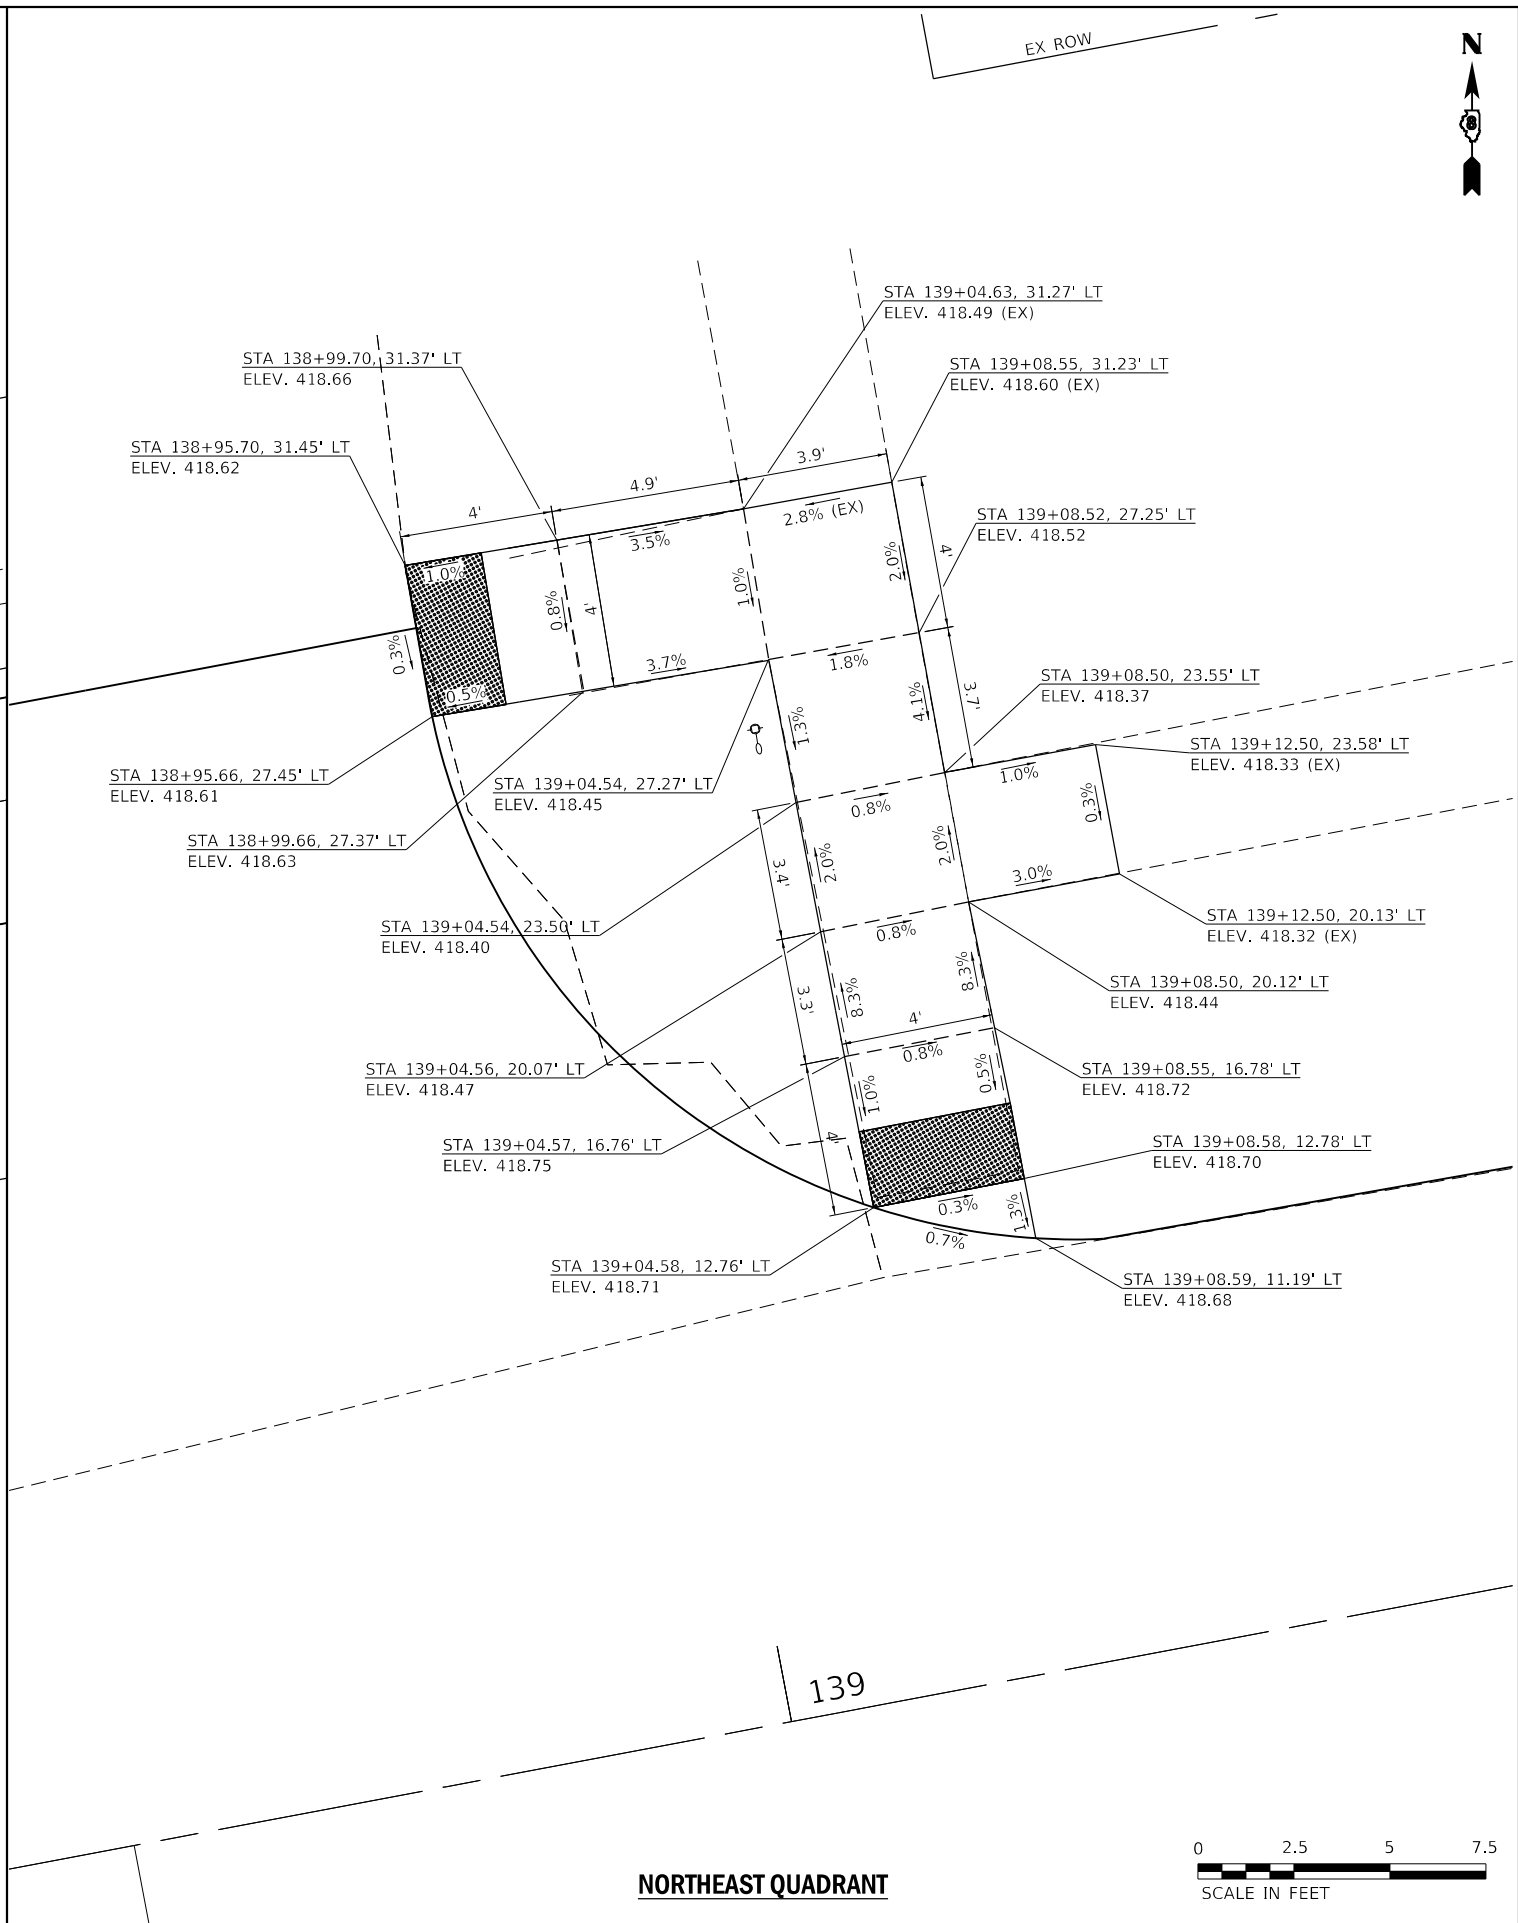 EX ROW
N
8
STA 139+04.63, 31.27' LT
ELEV. 418.49 (EX)
STA 138+99.70, 31.37' LT
ELEV. 418.66
STA 139+08.55, 31.23' LT
ELEV. 418.60 (EX)
STA 138+95.70, 31.45' LT
ELEV. 418.62
3.9'
4.9'
4'
2.8% (EX)
STA 139+08.52, 27.25' LT
ELEV. 418.52
3.5%
4'
2.0%
1.0%
1.0%
0.8%
4'
0.3%
3.7%
1.8%
0.5%
STA 139+08.50, 23.55' LT
ELEV. 418.37
4.1%
3.7'
1.3%
STA 139+12.50, 23.58' LT
ELEV. 418.33 (EX)
STA 138+95.66, 27.45' LT
ELEV. 418.61
STA 139+04.54, 27.27' LT
ELEV. 418.45
1.0%
0.8%
0.3%
STA 138+99.66, 27.37' LT
ELEV. 418.63
2.0%
2.0%
3.4'
3.0%
STA 139+04.54, 23.50' LT
ELEV. 418.40
0.8%
STA 139+12.50, 20.13' LT
ELEV. 418.32 (EX)
8.3%
8.3%
3.3'
STA 139+08.50, 20.12' LT
ELEV. 418.44
4'
0.8%
STA 139+04.56, 20.07' LT
ELEV. 418.47
0.5%
STA 139+08.55, 16.78' LT
ELEV. 418.72
1.0%
4'
STA 139+04.57, 16.76' LT
ELEV. 418.75
STA 139+08.58, 12.78' LT
ELEV. 418.70
0.3%
1.3%
0.7%
STA 139+04.58, 12.76' LT
ELEV. 418.71
STA 139+08.59, 11.19' LT
ELEV. 418.68
139
NORTHEAST QUADRANT
0 2.5 5 7.5
SCALE IN FEET